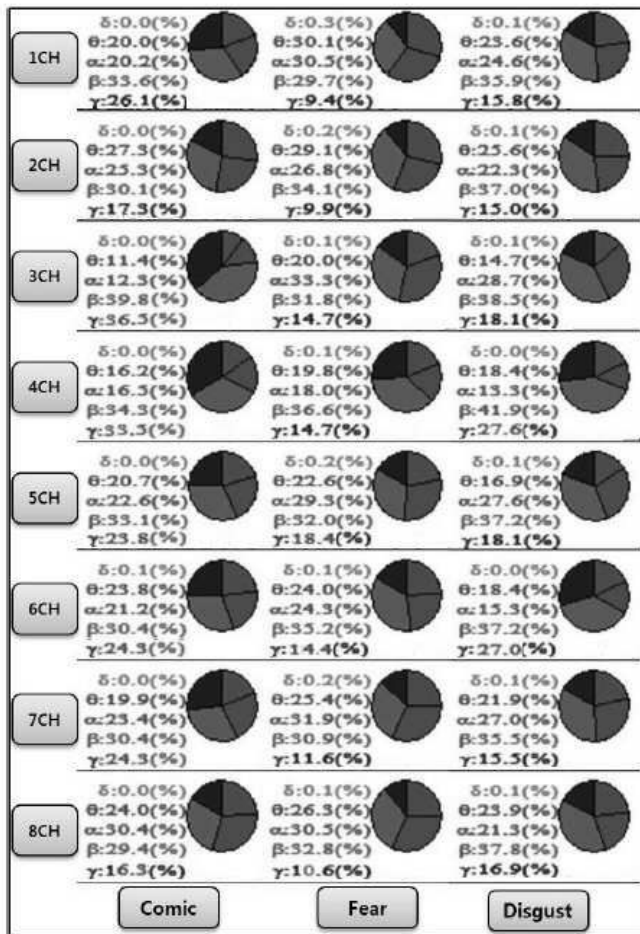 1CH
δ:0.0(%)
θ:20.0(%)
α:20.2(%)
β:33.6(%)
γ:26.1(%)
δ:0.3(%)
θ:30.1(%)
α:30.5(%)
β:29.7(%)
γ:9.4(%)
δ:0.1(%)
θ:23.6(%)
α:24.6(%)
β:35.9(%)
γ:15.8(%)
2CH
δ:0.0(%)
θ:27.3(%)
α:25.3(%)
β:30.1(%)
γ:17.3(%)
δ:0.2(%)
θ:29.1(%)
α:26.8(%)
β:34.1(%)
γ:9.9(%)
δ:0.1(%)
θ:25.6(%)
α:22.3(%)
β:37.0(%)
γ:15.0(%)
3CH
δ:0.0(%)
θ:11.4(%)
α:12.3(%)
β:39.8(%)
γ:36.5(%)
δ:0.1(%)
θ:20.0(%)
α:33.3(%)
β:31.8(%)
γ:14.7(%)
δ:0.1(%)
θ:14.7(%)
α:28.7(%)
β:38.5(%)
γ:18.1(%)
4CH
δ:0.0(%)
θ:16.2(%)
α:16.5(%)
β:34.3(%)
γ:33.5(%)
δ:0.1(%)
θ:19.8(%)
α:18.0(%)
β:36.6(%)
γ:14.7(%)
δ:0.0(%)
θ:18.4(%)
α:13.3(%)
β:41.9(%)
γ:27.6(%)
5CH
δ:0.0(%)
θ:20.7(%)
α:22.6(%)
β:33.1(%)
γ:23.8(%)
δ:0.2(%)
θ:22.6(%)
α:29.3(%)
β:32.0(%)
γ:18.4(%)
δ:0.1(%)
θ:16.9(%)
α:27.6(%)
β:37.2(%)
γ:18.1(%)
6CH
δ:0.1(%)
θ:23.8(%)
α:21.2(%)
β:30.4(%)
γ:24.3(%)
δ:0.1(%)
θ:24.0(%)
α:24.3(%)
β:35.2(%)
γ:14.4(%)
δ:0.0(%)
θ:18.4(%)
α:15.3(%)
β:37.2(%)
γ:27.0(%)
7CH
δ:0.0(%)
θ:19.9(%)
α:23.4(%)
β:30.4(%)
γ:24.3(%)
δ:0.2(%)
θ:25.4(%)
α:31.9(%)
β:30.9(%)
γ:11.6(%)
δ:0.1(%)
θ:21.9(%)
α:27.0(%)
β:35.5(%)
γ:15.5(%)
8CH
δ:0.0(%)
θ:24.0(%)
α:30.4(%)
β:29.4(%)
γ:16.3(%)
δ:0.1(%)
θ:26.3(%)
α:30.5(%)
β:32.8(%)
γ:10.6(%)
δ:0.1(%)
θ:23.9(%)
α:21.3(%)
β:37.8(%)
γ:16.9(%)
Comic
Fear
Disgust